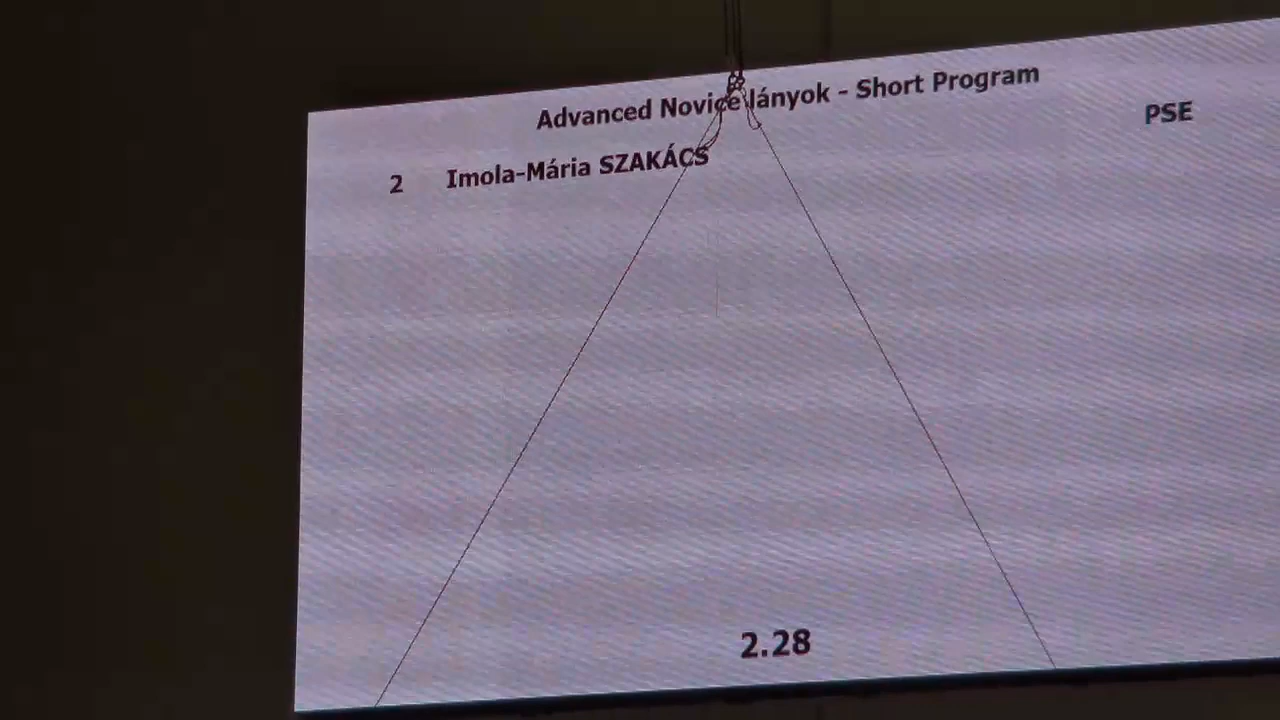 Advanced Novice lányok - Short Program
PSE
2 Imola-Mária SZAKÁCS
2.28